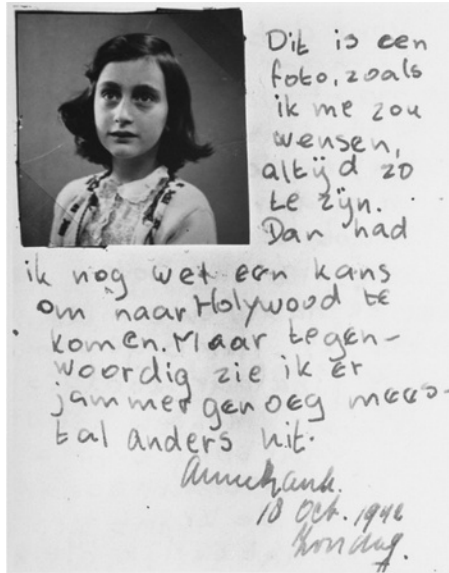 Dit is een
foto, zoals
ik me zou
wensen,
altijd zo
te zijn.
Dan had
ik nog wel een kans
om naar Holywood te
komen. Maar tegen-
woordig zie ik er
jammer genoeg mees-
tal anders uit.
Annefrank.
18 Oct. 1942
Zondag.